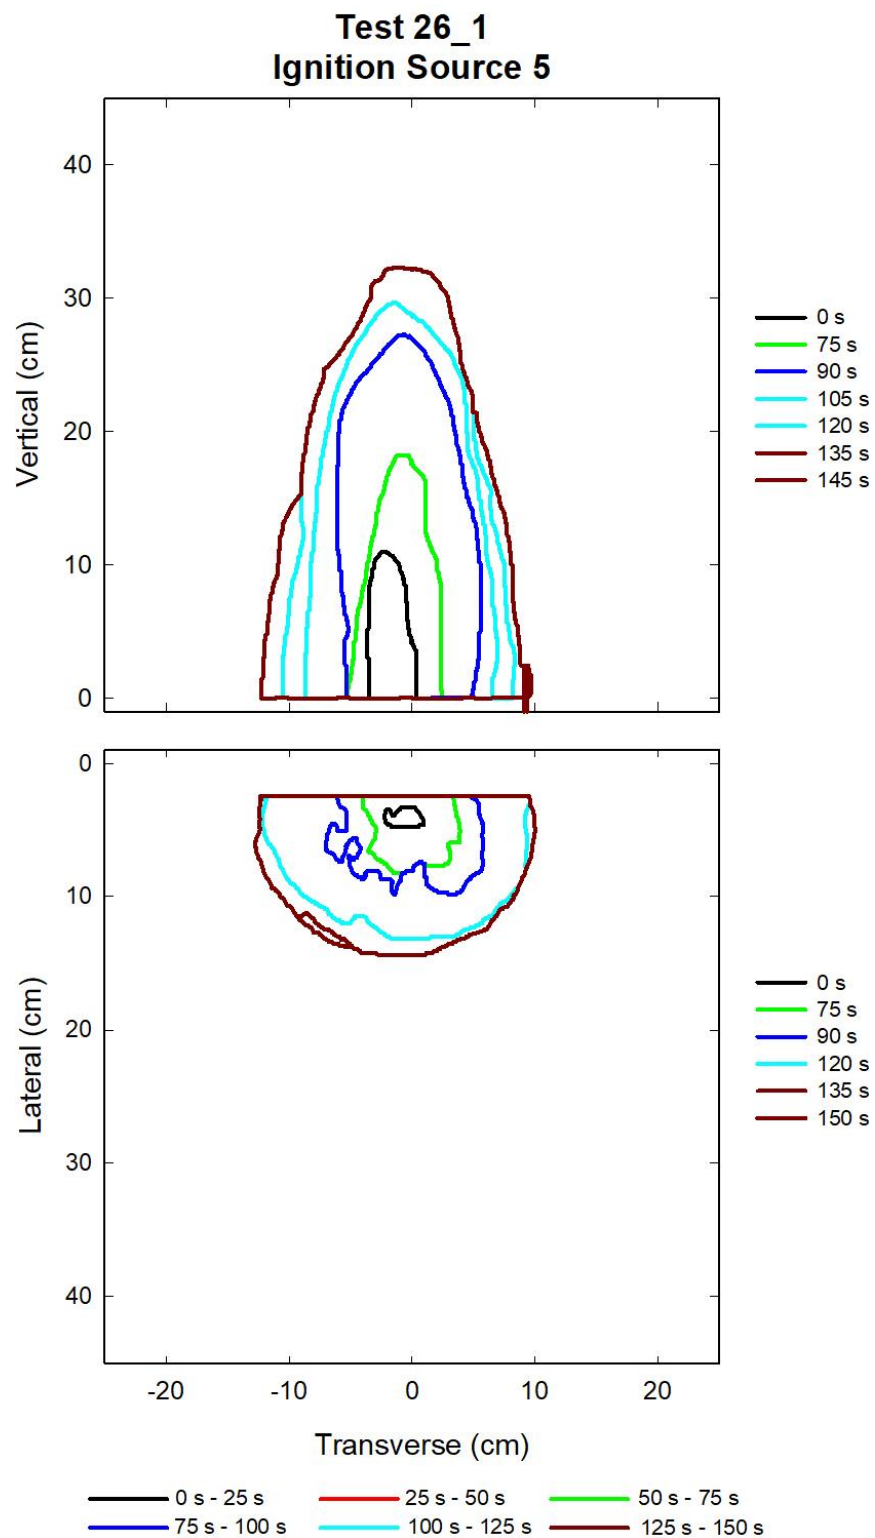 Test 26_1
Ignition Source 5
40
30
20
10
0
Vertical (cm)
0 s
75 s
90 s
105 s
120 s
135 s
145 s
0
10
20
30
40
Lateral (cm)
0 s
75 s
90 s
120 s
135 s
150 s
-20 -10 0 10 20
Transverse (cm)
0 s - 25 s 25 s - 50 s 50 s - 75 s
75 s - 100 s 100 s - 125 s 125 s - 150 s